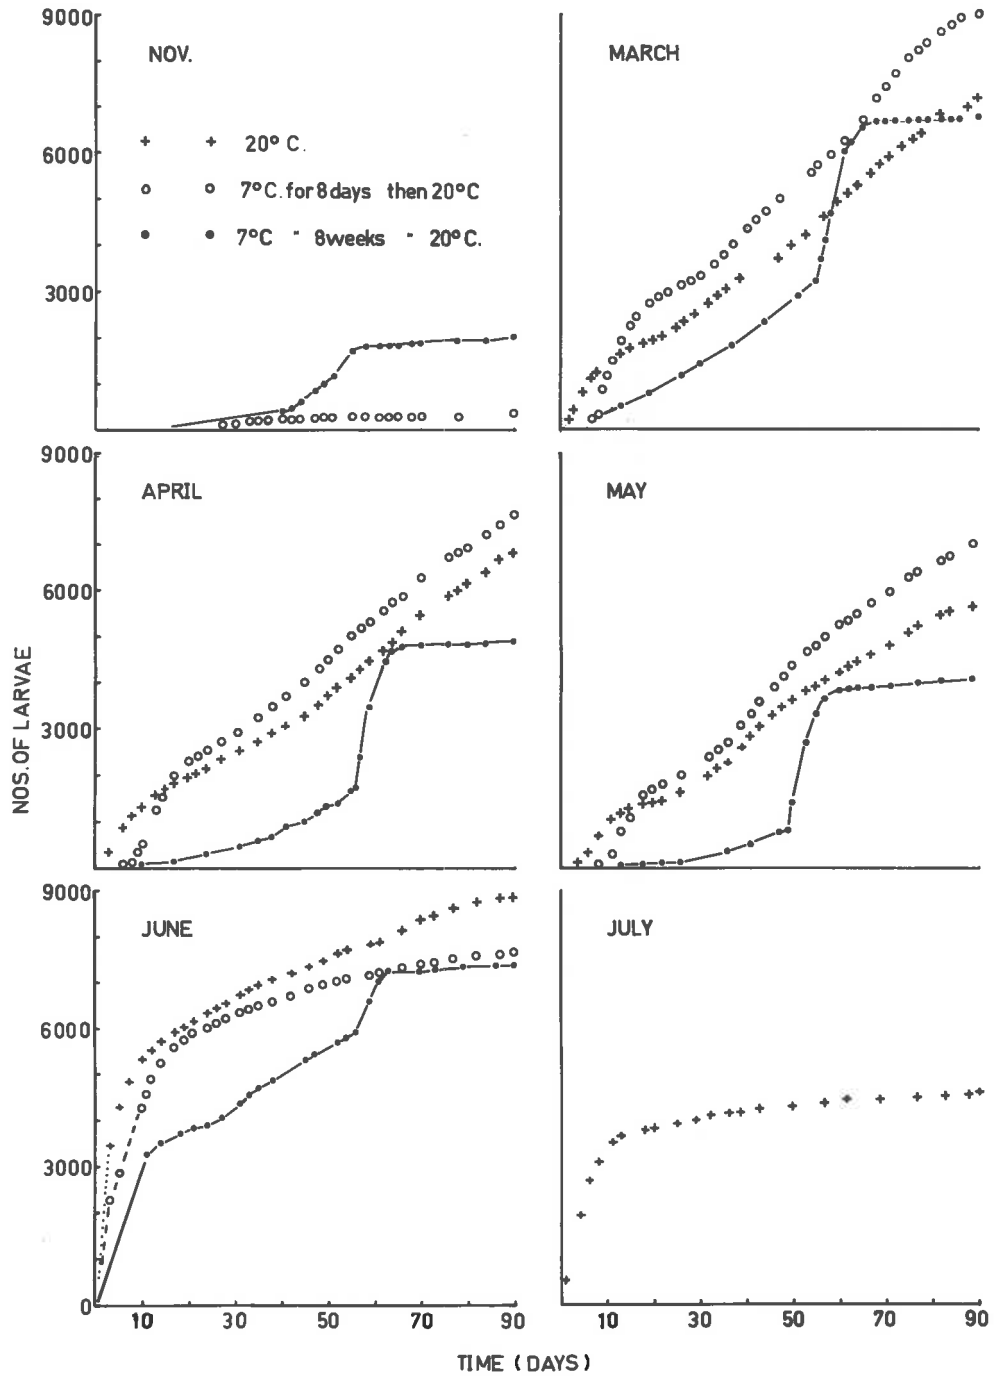 9000
NOV.
MARCH
20° C.
6000
7°C. for 8 days then 20°C
7°C " 8 weeks " 20°C.
3000
9000
APRIL
MAY
6000
3000
NOS. OF LARVAE
9000
JUNE
JULY
6000
3000
0
10 30 50 70 90 10 30 50 70 90
TIME (DAYS)